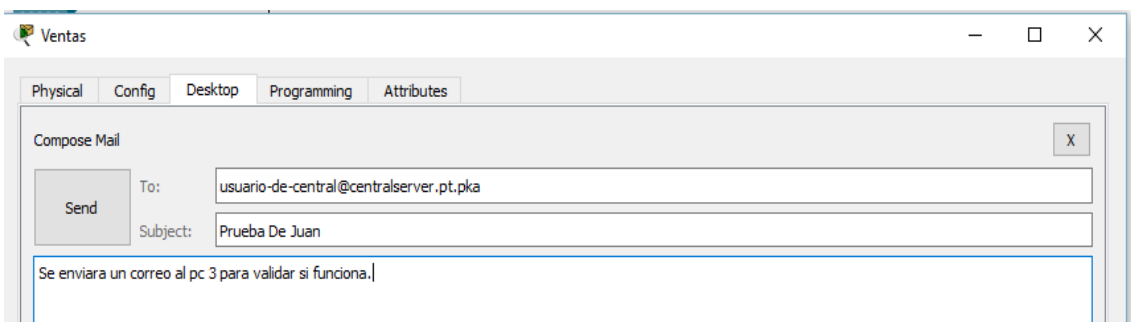 Ventas
Physical Config Desktop Programming Attributes
Compose Mail X
Send
To: usuario-de-central@centralserver.pt.pka
Subject: Prueba De Juan
Se enviara un correo al pc 3 para validar si funciona.